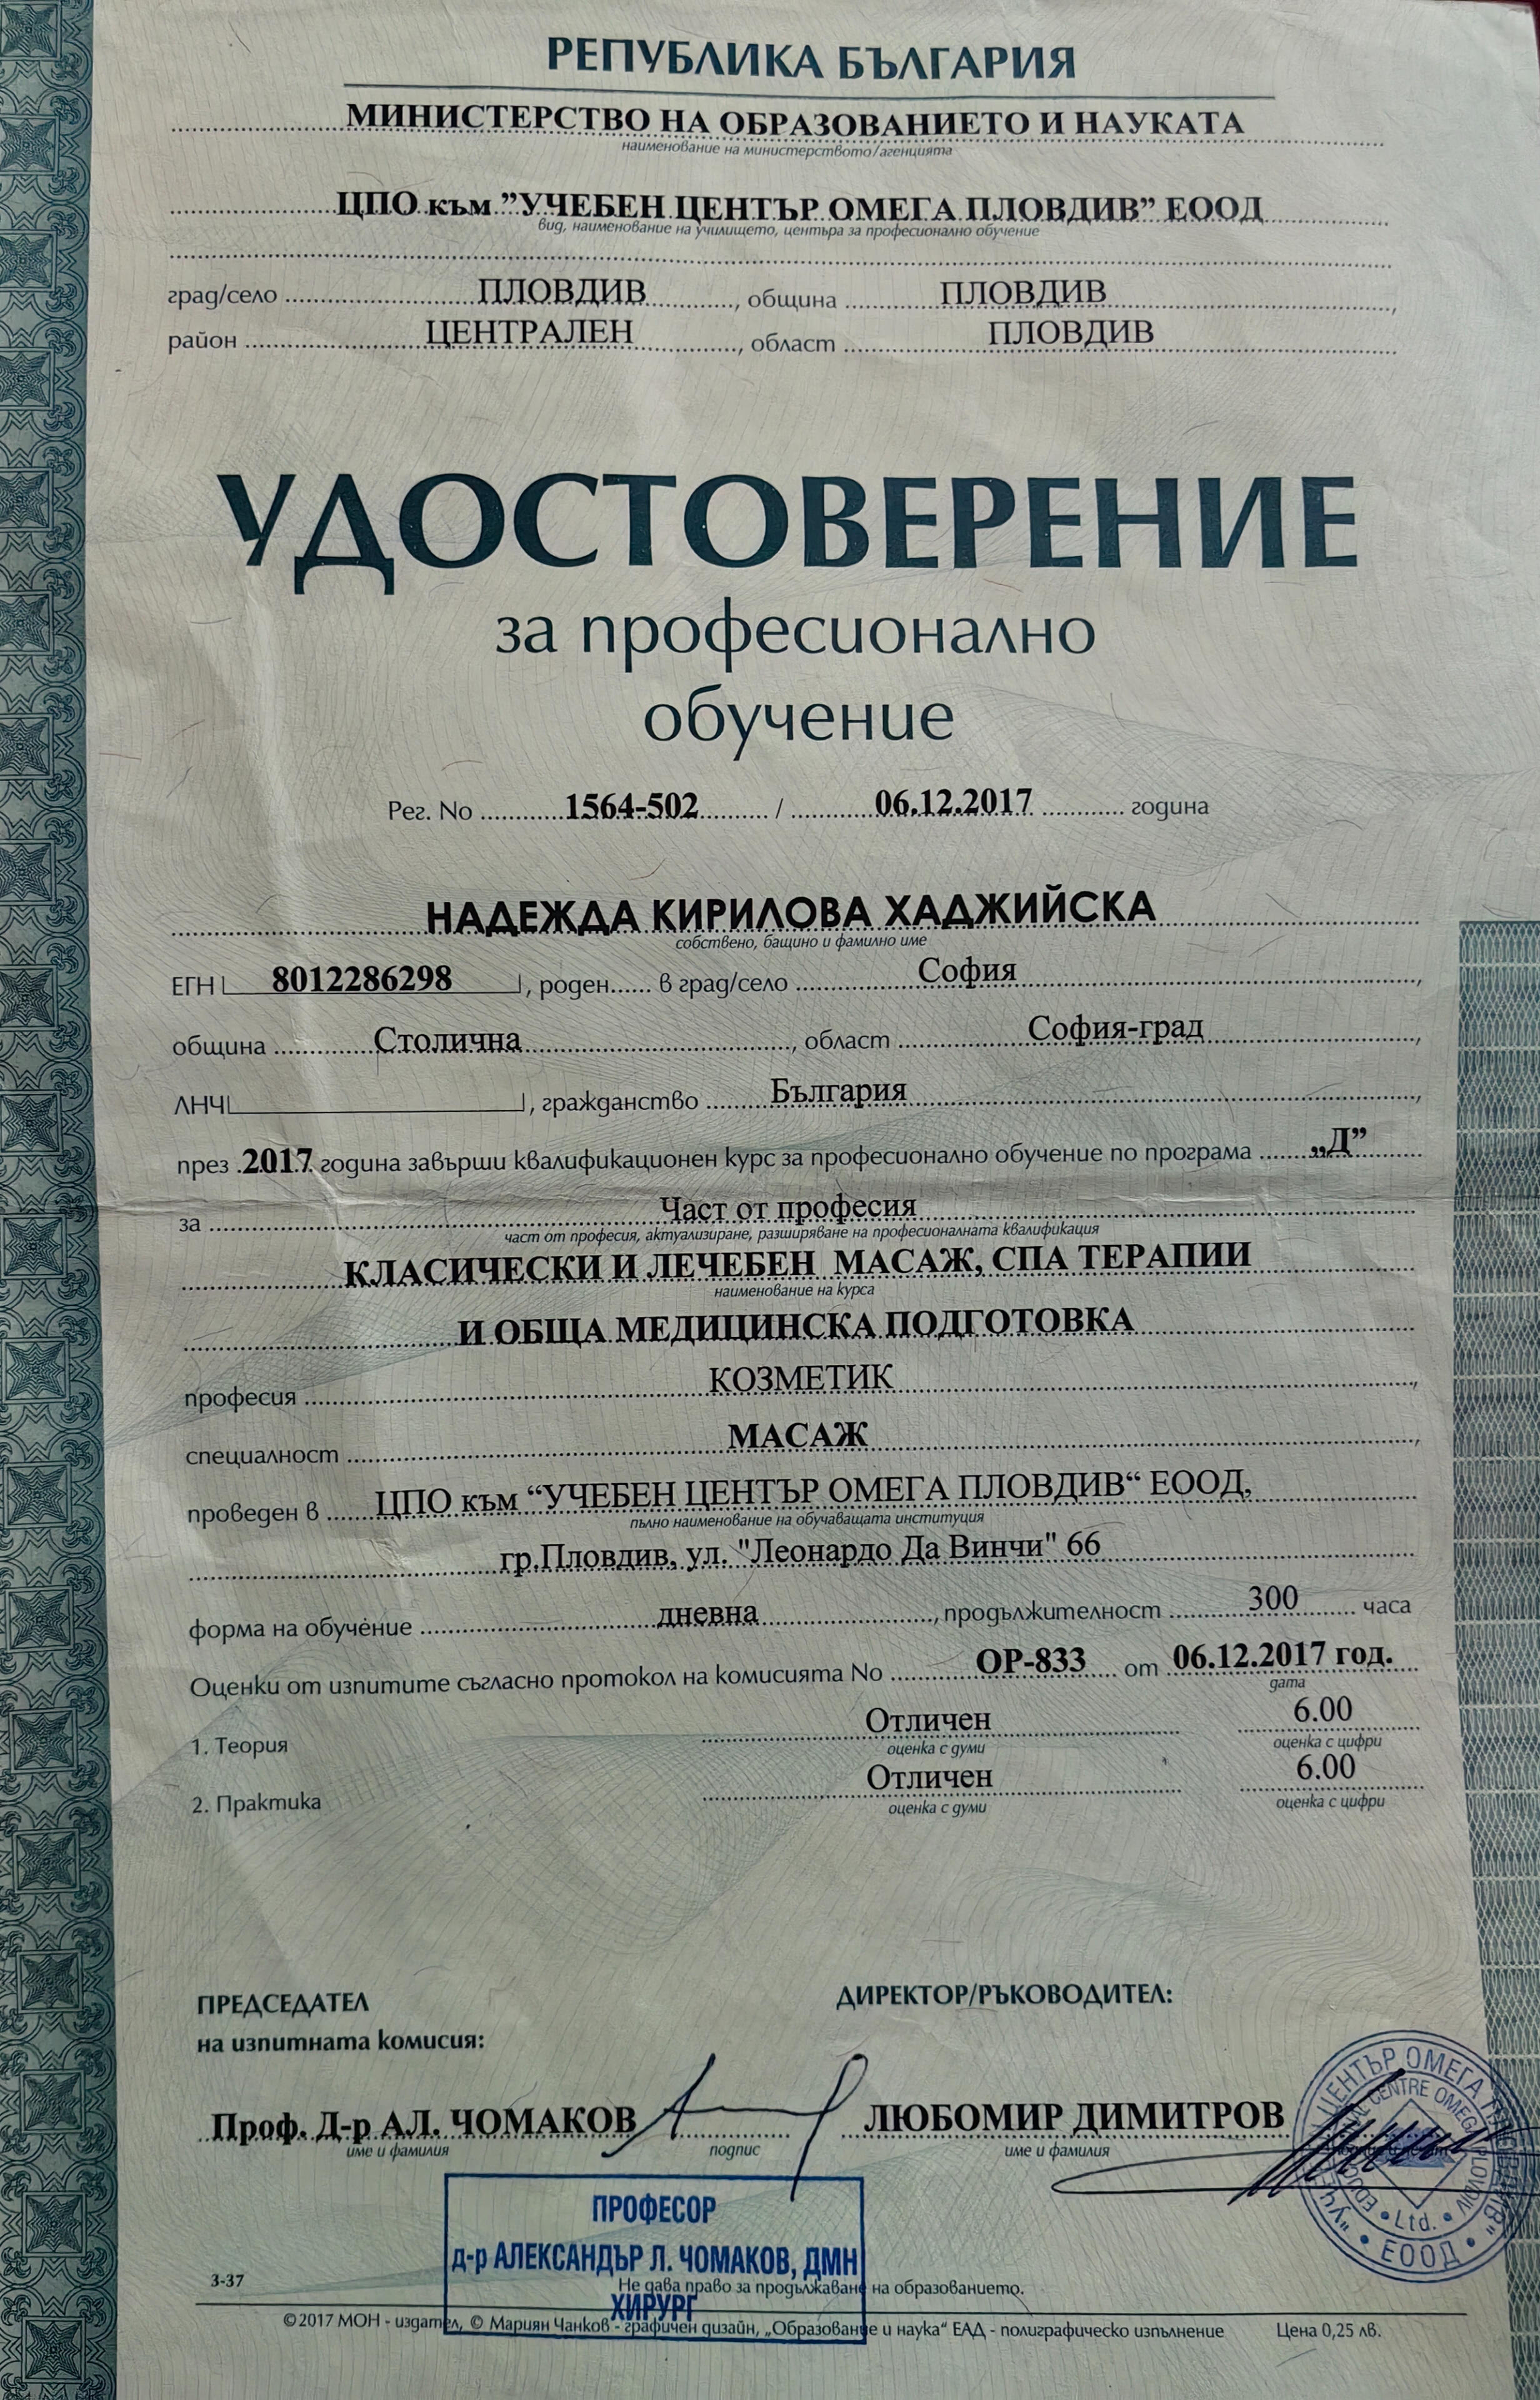 РЕПУБЛИКА БЪЛГАРИЯ
МИНИСТЕРСТВО НА ОБРАЗОВАНИЕТО И НАУКАТА
наименование на министерството/агенцията
ЦПО към ”УЧЕБЕН ЦЕНТЪР ОМЕГА ПЛОВДИВ” ЕООД
вид, наименование на училището, центъра за професионално обучение
град/село ПЛОВДИВ, община ПЛОВДИВ,
район ЦЕНТРАЛЕН, област ПЛОВДИВ
УДОСТОВЕРЕНИЕ
за професионално
обучение
Рег. No 1564-502 / 06.12.2017 година
НАДЕЖДА КИРИЛОВА ХАДЖИЙСКА
собствено, бащино и фамилно име
ЕГН 8012286298, роден...... в град/село София,
община Столична, област София-град,
ЛНЧ, гражданство България,
през 2017 година завърши квалификационен курс за професионално обучение по програма „Д”
за Част от професия
част от професия, актуализиране, разширяване на професионалната квалификация
КЛАСИЧЕСКИ И ЛЕЧЕБЕН МАСАЖ, СПА ТЕРАПИИ
наименование на курса
И ОБЩА МЕДИЦИНСКА ПОДГОТОВКА
професия КОЗМЕТИК,
специалност МАСАЖ,
проведен в ЦПО към “УЧЕБЕН ЦЕНТЪР ОМЕГА ПЛОВДИВ“ ЕООД,
пълно наименование на обучаващата институция
гр.Пловдив, ул. "Леонардо Да Винчи" 66
форма на обучение дневна, продължителност 300 часа
Оценки от изпитите съгласно протокол на комисията No ОР-833 от 06.12.2017 год.
дата
1. Теория Отличен 6.00
оценка с думи оценка с цифри
2. Практика Отличен 6.00
оценка с думи оценка с цифри
ПРЕДСЕДАТЕЛ ДИРЕКТОР/РЪКОВОДИТЕЛ:
на изпитната комисия:
Проф. Д-р АЛ. ЧОМАКОВ ЛЮБОМИР ДИМИТРОВ
име и фамилия подпис име и фамилия
ПРОФЕСОР
д-р АЛЕКСАНДЪР Л. ЧОМАКОВ, ДМН
ХИРУРГ
3-37
Не дава право за продължаване на образованието.
©2017 МОН - издател, © Мариян Чанков - графичен дизайн, „Образование и наука“ ЕАД - полиграфическо изпълнение Цена 0,25 лв.